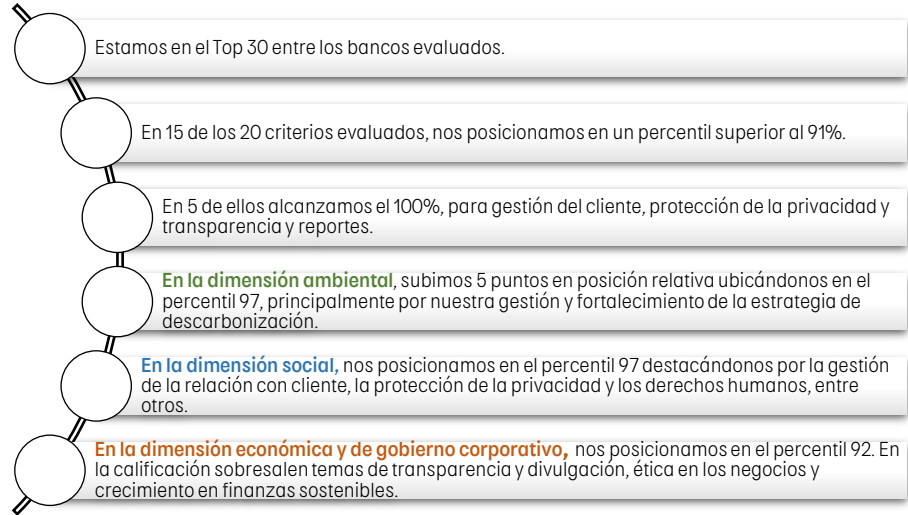 Estamos en el Top 30 entre los bancos evaluados.
En 15 de los 20 criterios evaluados, nos posicionamos en un percentil superior al 91%.
En 5 de ellos alcanzamos el 100%, para gestión del cliente, protección de la privacidad y
transparencia y reportes.
En la dimensión ambiental, subimos 5 puntos en posición relativa ubicándonos en el
percentil 97, principalmente por nuestra gestión y fortalecimiento de la estrategia de
descarbonización.
En la dimensión social, nos posicionamos en el percentil 97 destacándonos por la gestión
de la relación con cliente, la protección de la privacidad y los derechos humanos, entre
otros.
En la dimensión económica y de gobierno corporativo, nos posicionamos en el percentil 92. En
la calificación sobresalen temas de transparencia y divulgación, ética en los negocios y
crecimiento en finanzas sostenibles.